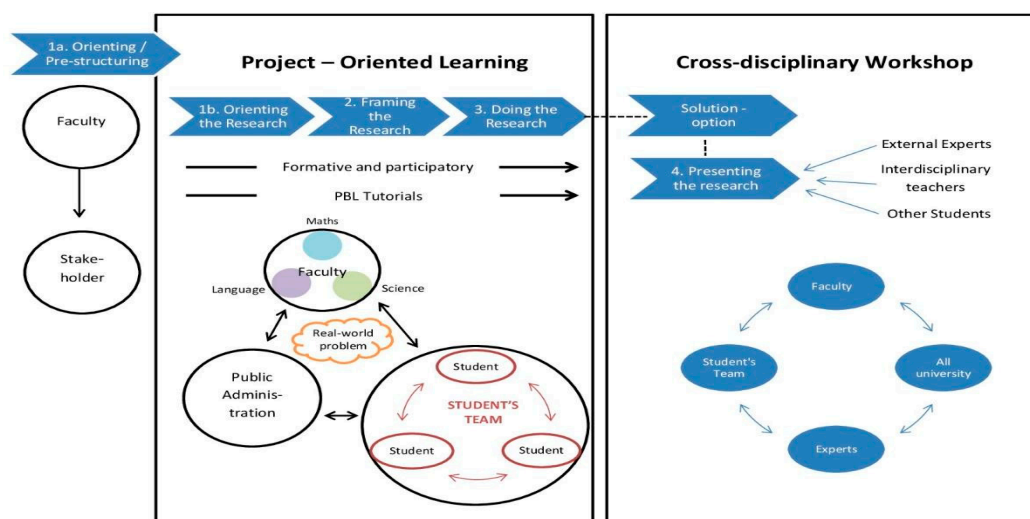 1a. Orienting /
Pre-structuring
Faculty
Stake-
holder
Project – Oriented Learning
1b. Orienting
the Research
2. Framing
the
Research
3. Doing the
Research
Formative and participatory
PBL Tutorials
Maths
Faculty
Language
Science
Real-world
problem
Public
Adminis-
tration
Student
STUDENT'S
TEAM
Student
Student
Cross-disciplinary Workshop
Solution -
option
4. Presenting
the research
External Experts
Interdisciplinary
teachers
Other Students
Faculty
Student's
Team
All
university
Experts